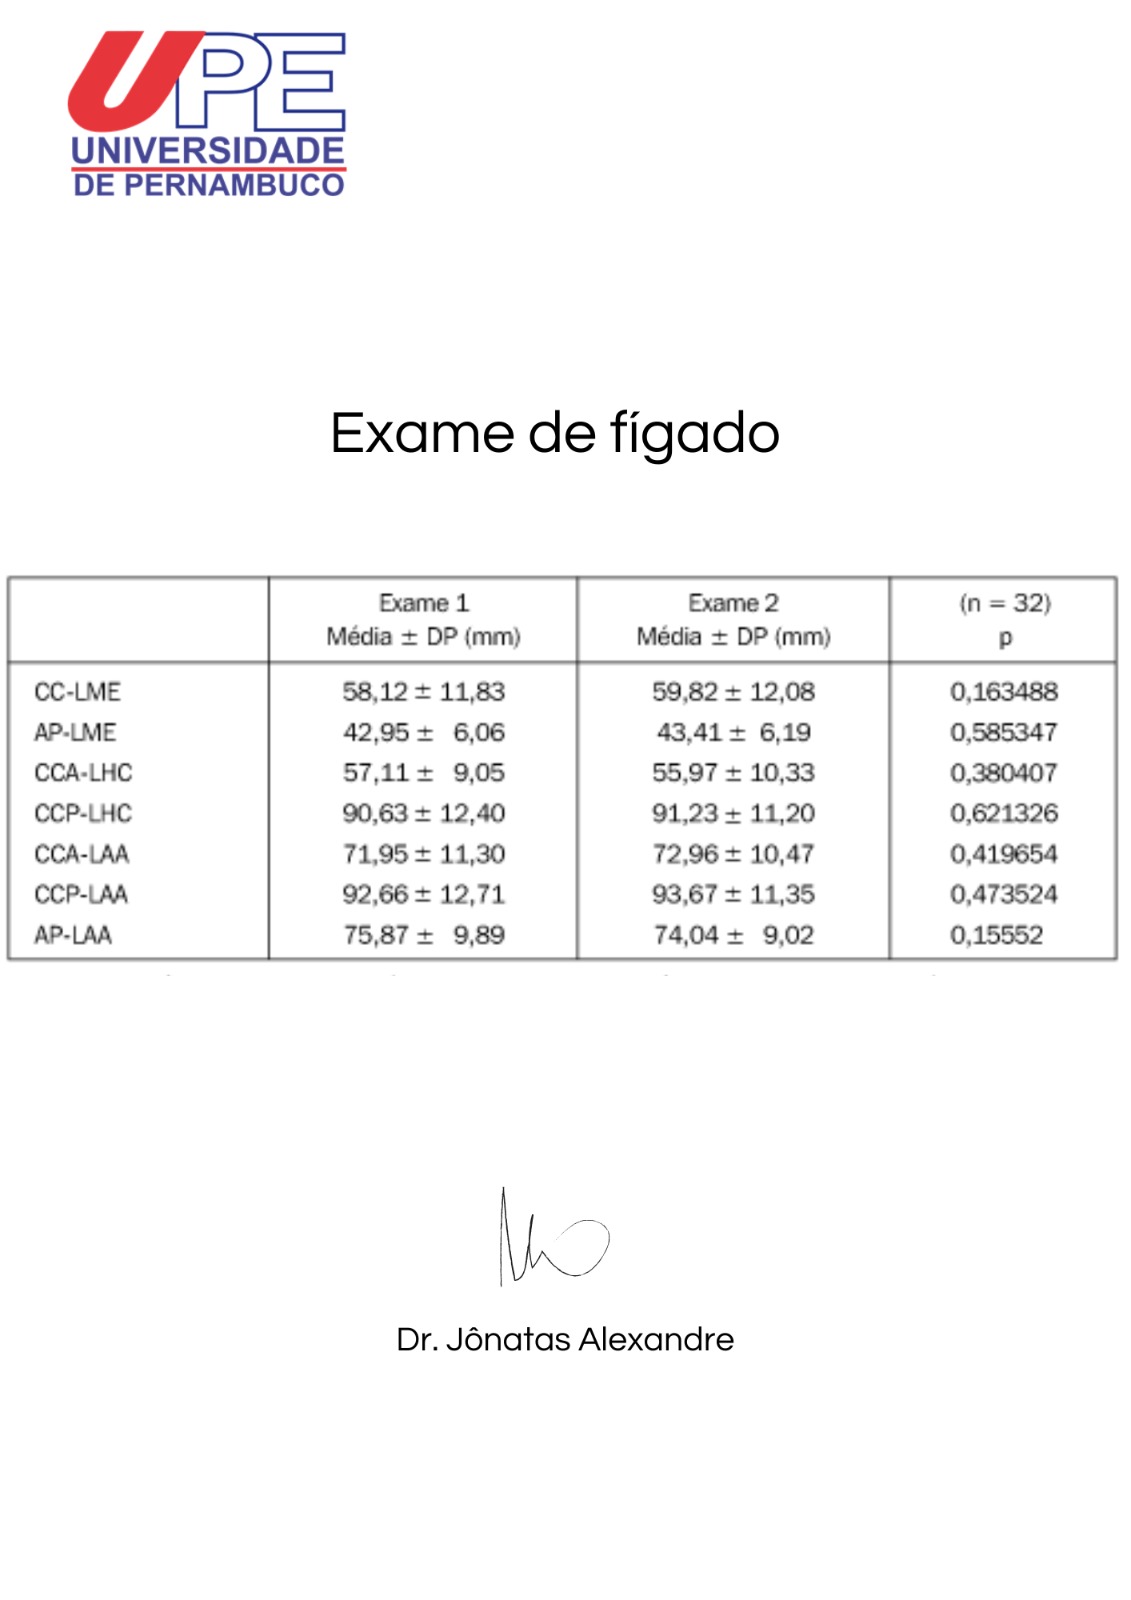 UPE
UNIVERSIDADE
DE PERNAMBUCO
Exame de fígado
Exame 1 Exame 2 (n = 32)
Média ± DP (mm) Média ± DP (mm) p
CC-LME 58,12 ± 11,83 59,82 ± 12,08 0,163488
AP-LME 42,95 ± 6,06 43,41 ± 6,19 0,585347
CCA-LHC 57,11 ± 9,05 55,97 ± 10,33 0,380407
CCP-LHC 90,63 ± 12,40 91,23 ± 11,20 0,621326
CCA-LAA 71,95 ± 11,30 72,96 ± 10,47 0,419654
CCP-LAA 92,66 ± 12,71 93,67 ± 11,35 0,473524
AP-LAA 75,87 ± 9,89 74,04 ± 9,02 0,15552
Dr. Jônatas Alexandre